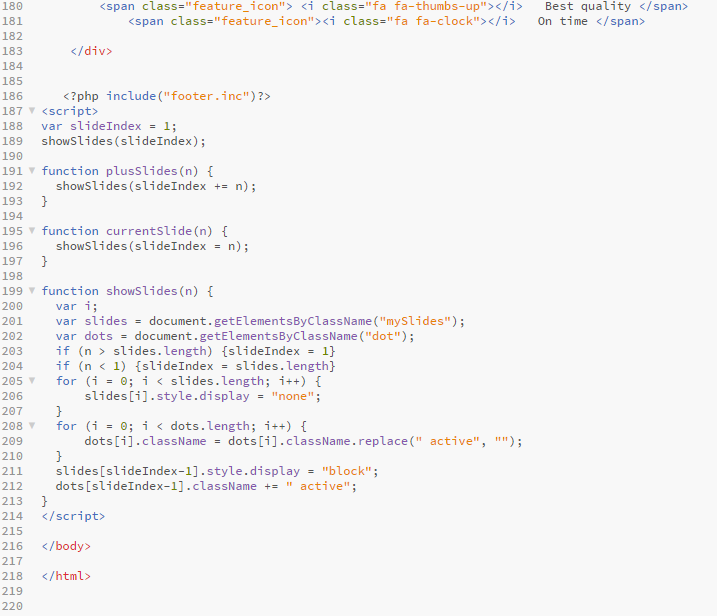 180 <span class="feature_icon"> <i class="fa fa-thumbs-up"></i> Best quality </span>
181 <span class="feature_icon"><i class="fa fa-clock"></i> On time </span>
182
183 </div>
184
185
186 <?php include("footer.inc")?>
187 <script>
188 var slideIndex = 1;
189 showSlides(slideIndex);
190
191 function plusSlides(n) {
192 showSlides(slideIndex += n);
193 }
194
195 function currentSlide(n) {
196 showSlides(slideIndex = n);
197 }
198
199 function showSlides(n) {
200 var i;
201 var slides = document.getElementsByClassName("mySlides");
202 var dots = document.getElementsByClassName("dot");
203 if (n > slides.length) {slideIndex = 1}
204 if (n < 1) {slideIndex = slides.length}
205 for (i = 0; i < slides.length; i++) {
206 slides[i].style.display = "none";
207 }
208 for (i = 0; i < dots.length; i++) {
209 dots[i].className = dots[i].className.replace(" active", "");
210 }
211 slides[slideIndex-1].style.display = "block";
212 dots[slideIndex-1].className += " active";
213 }
214 </script>
215
216 </body>
217
218 </html>
219
220